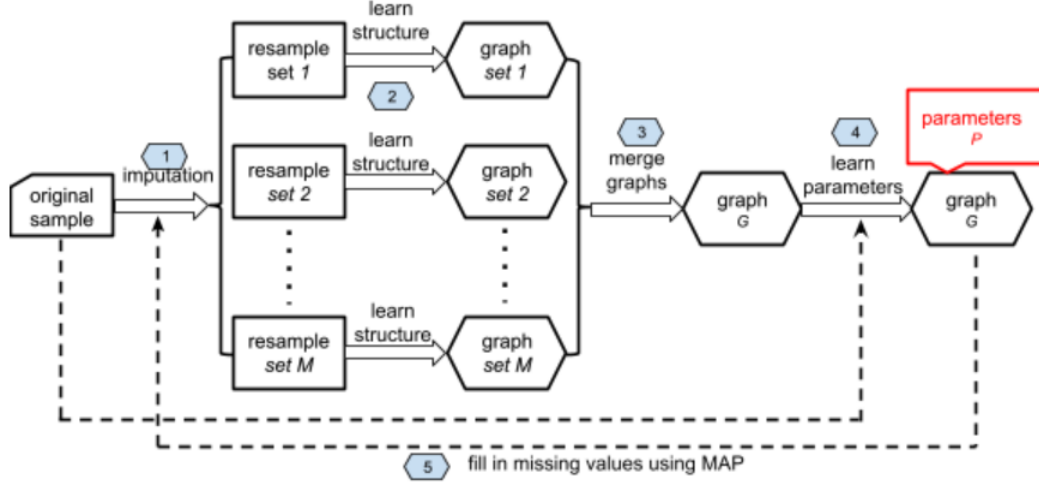 learn
structure
resample
set 1
graph
set 1
2
1
imputation
original
sample
learn
structure
resample
set 2
graph
set 2
3
merge
graphs
graph
G
4
learn
parameters
parameters
P
graph
G
learn
structure
resample
set M
graph
set M
5
fill in missing values using MAP